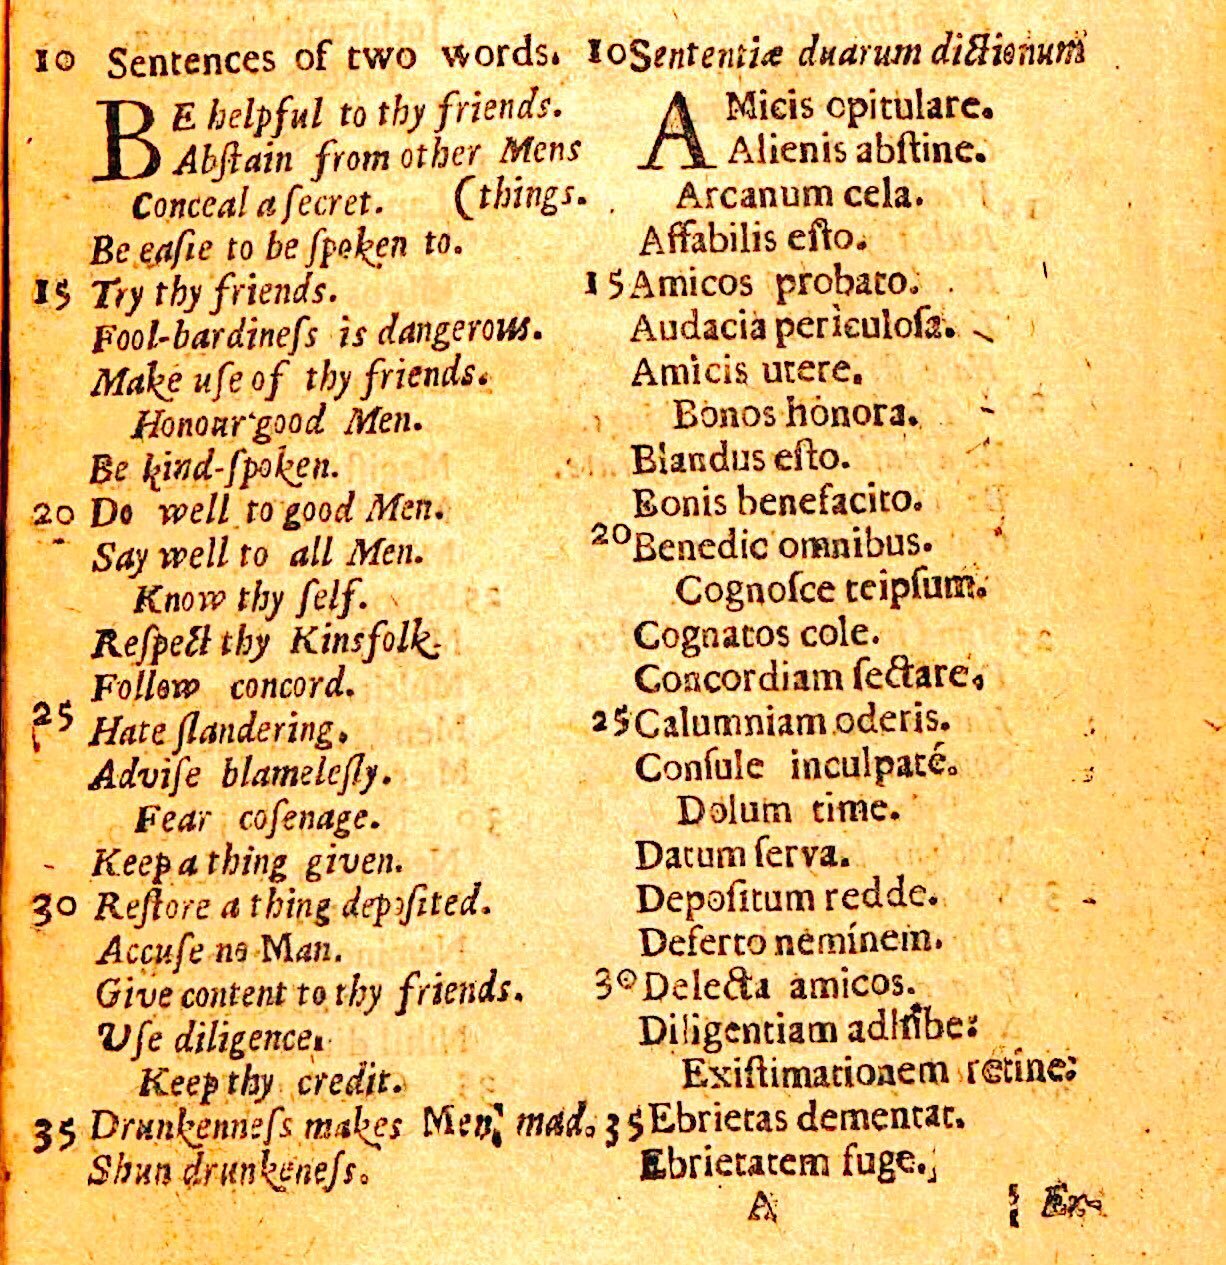 10 Sentences of two words.
BE helpful to thy friends.
Abſtain from other Mens
Conceal a ſecret. (things.
Be eaſie to be ſpoken to.
15 Try thy friends.
Fool-hardineſs is dangerous.
Make uſe of thy friends.
Honour good Men.
Be kind-ſpoken.
20 Do well to good Men.
Say well to all Men.
Know thy ſelf.
Reſpect thy Kinsfolk.
Follow concord.
25 Hate ſlandering.
Adviſe blameleſly.
Fear coſenage.
Keep a thing given.
30 Reſtore a thing depoſited.
Accuſe no Man.
Give content to thy friends.
Uſe diligence.
Keep thy credit.
35 Drunkenneſs makes Men mad.
Shun drunkeneſs.
10 Sententiæ duarum dictionum
AMicis opitulare.
Alienis abſtine.
Arcanum cela.
Affabilis eſto.
15 Amicos probato.
Audacia periculoſa.
Amicis utere.
Bonos honora.
Blandus eſto.
Bonis benefacito.
20 Benedic omnibus.
Cognoſce teipſum.
Cognatos cole.
Concordiam ſectare.
25 Calumniam oderis.
Conſule inculpaté.
Dolum time.
Datum ſerva.
Depoſitum redde.
Deferto neminem.
30 Delecta amicos.
Diligentiam adhibe:
Exiſtimationem retine:
35 Ebrietas dementat.
Ebrietatem fuge.
A 5 Ex-